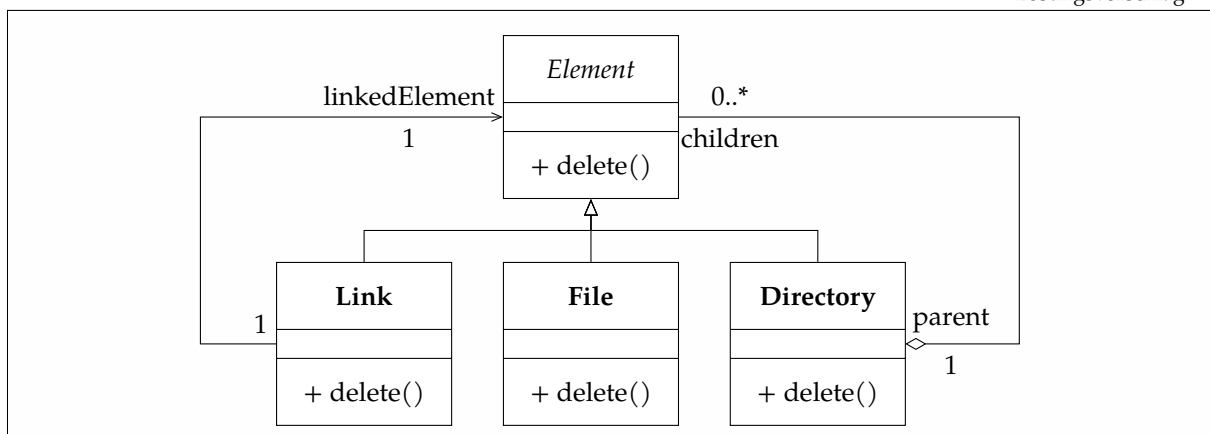 Element
linkedElement
0..*
1
children
+ delete()
Link
File
Directory
1
parent
1
+ delete()
+ delete()
+ delete()